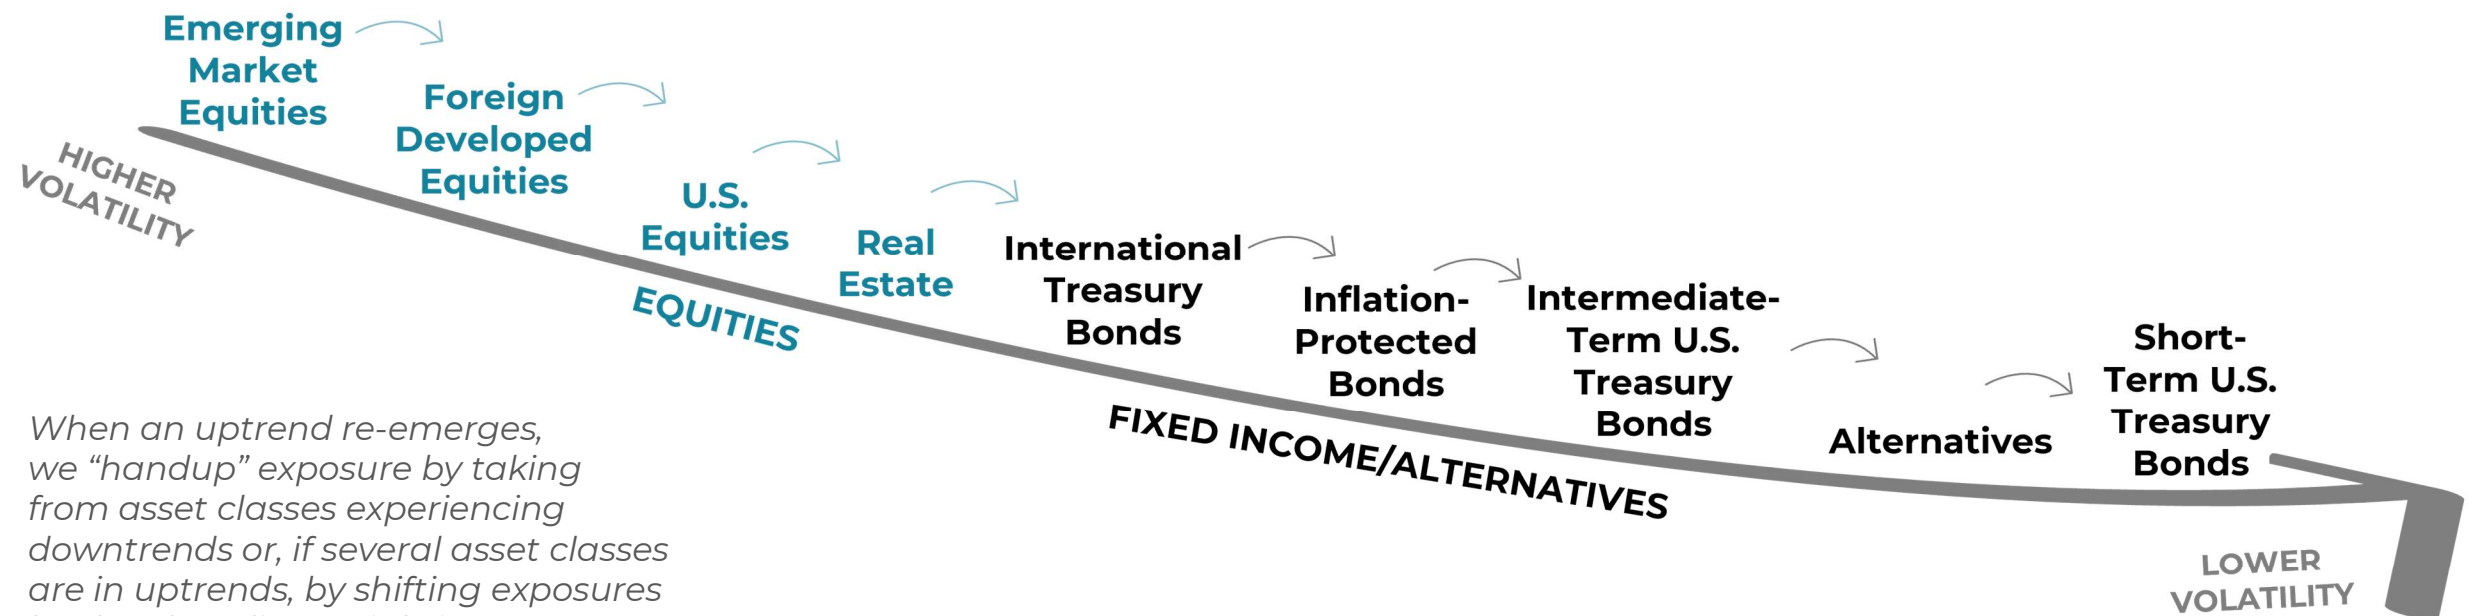 Emerging
Market
Equities
Foreign
Developed
Equities
U.S.
Equities
Real
Estate
International
Treasury
Bonds
Inflation-
Protected
Bonds
Intermediate-
Term U.S.
Treasury
Bonds
Alternatives
Short-
Term U.S.
Treasury
Bonds
HIGHER
VOLATILITY
EQUITIES
FIXED INCOME/ALTERNATIVES
LOWER
VOLATILITY
When an uptrend re-emerges,
we “handup” exposure by taking
from asset classes experiencing
downtrends or, if several asset classes
are in uptrends, by shifting exposures